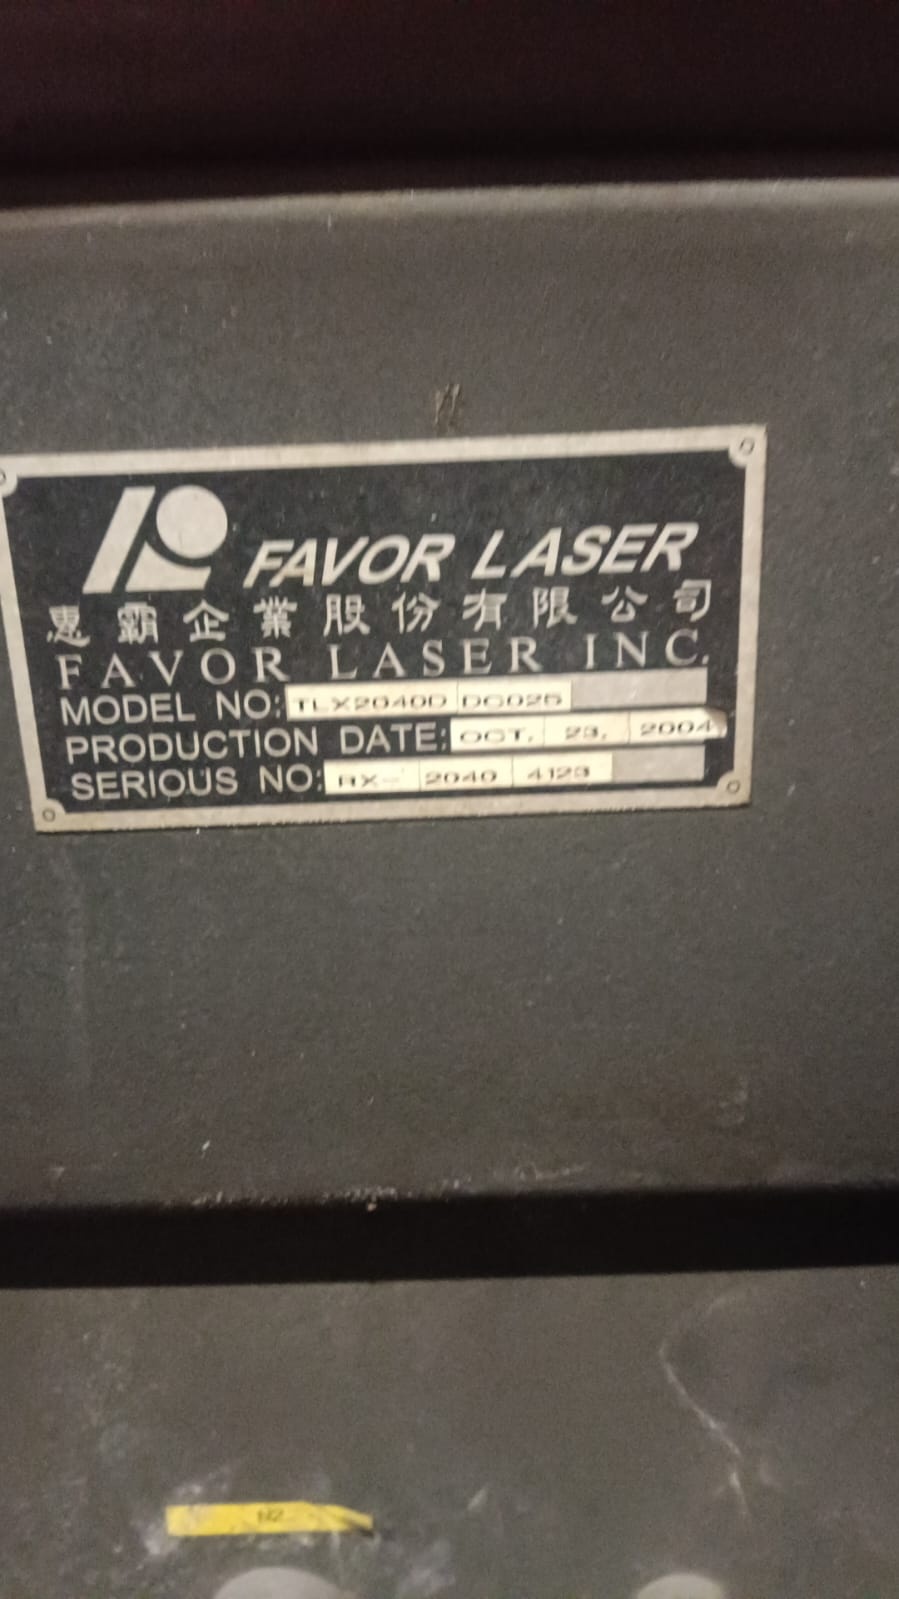 FAVOR LASER
惠霸企業股份有限公司
FAVOR LASER INC.
MODEL NO: TLX2040D DC025
PRODUCTION DATE: OCT. 23, 2004
SERIOUS NO: RX- 2040 4123
N2